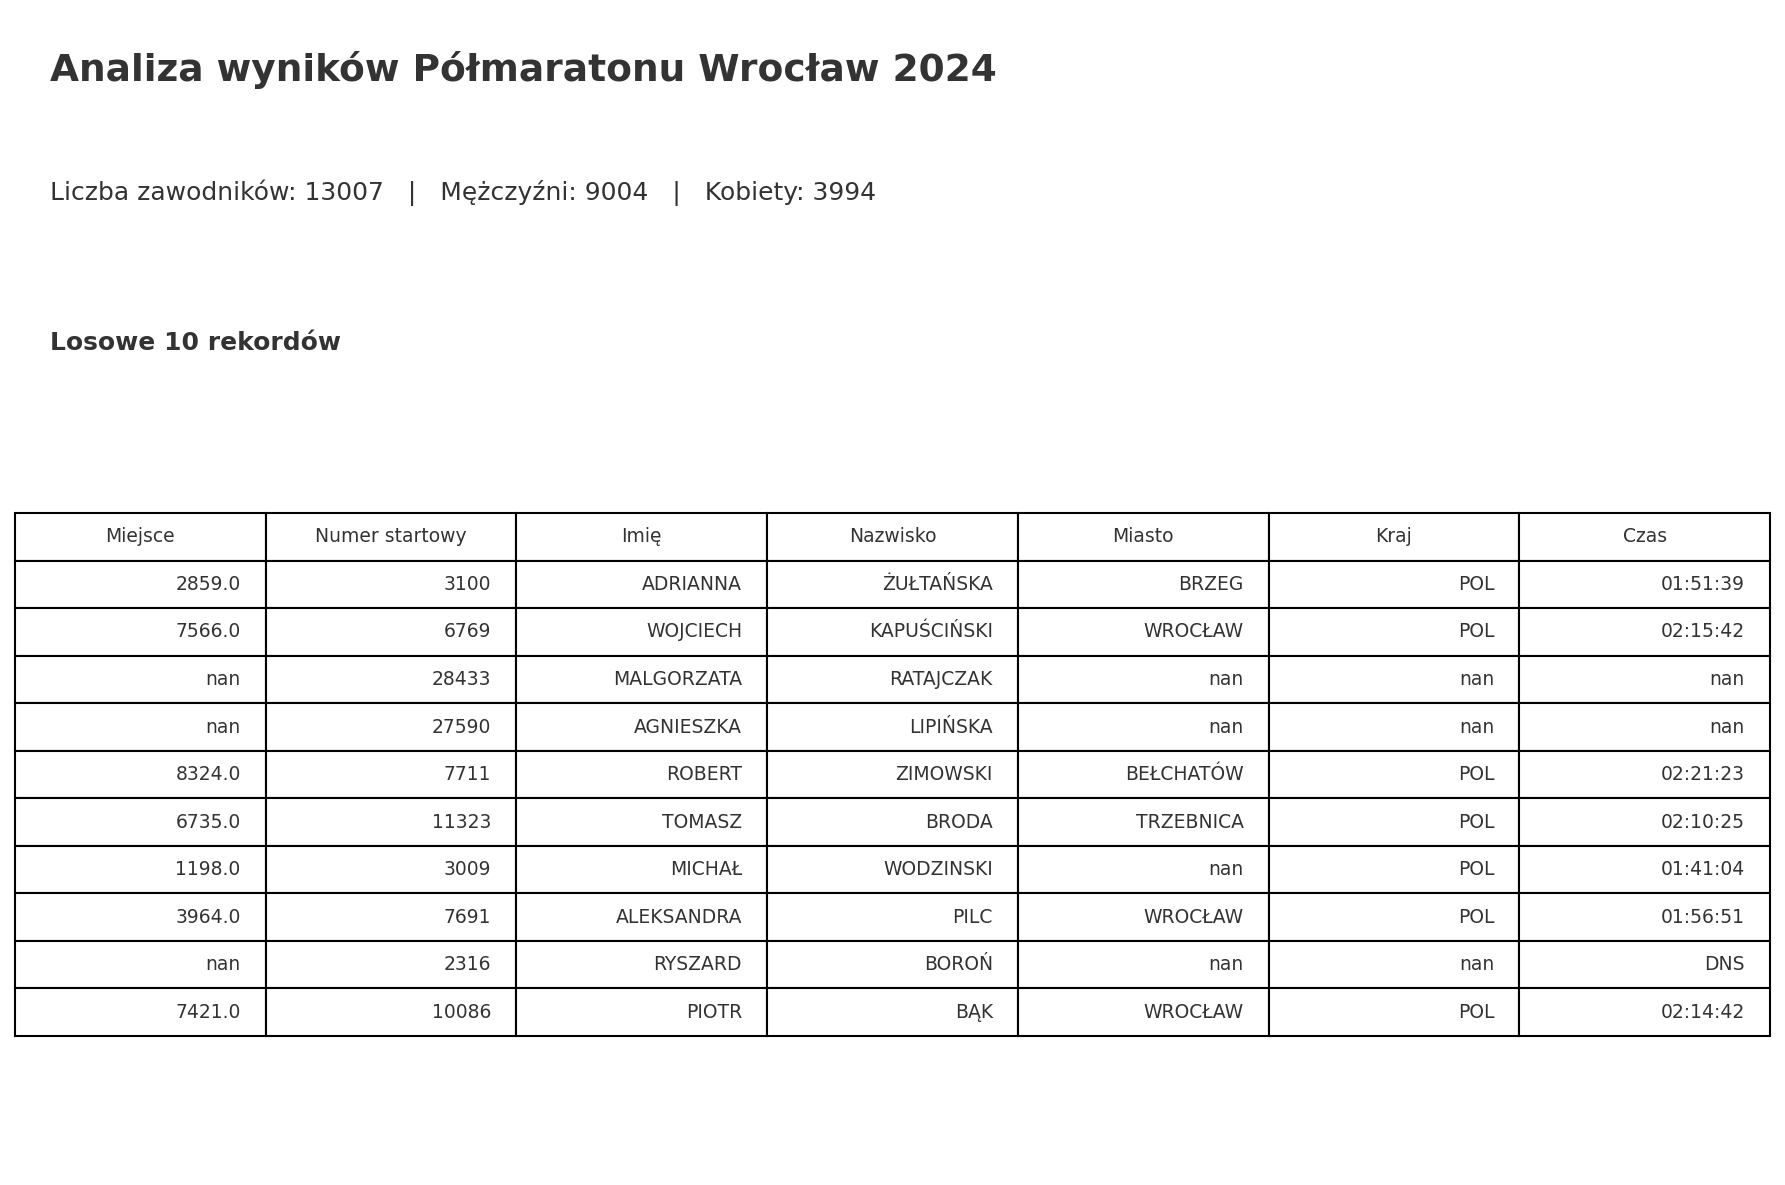 Analiza wyników Półmaratonu Wrocław 2024
Liczba zawodników: 13007 | Mężczyźni: 9004 | Kobiety: 3994
Losowe 10 rekordów
Miejsce Numer startowy Imię Nazwisko Miasto Kraj Czas
2859.0 3100 ADRIANNA ŻUŁTAŃSKA BRZEG POL 01:51:39
7566.0 6769 WOJCIECH KAPUŚCIŃSKI WROCŁAW POL 02:15:42
nan 28433 MALGORZATA RATAJCZAK nan nan nan
nan 27590 AGNIESZKA LIPIŃSKA nan nan nan
8324.0 7711 ROBERT ZIMOWSKI BEŁCHATÓW POL 02:21:23
6735.0 11323 TOMASZ BRODA TRZEBNICA POL 02:10:25
1198.0 3009 MICHAŁ WODZINSKI nan POL 01:41:04
3964.0 7691 ALEKSANDRA PILC WROCŁAW POL 01:56:51
nan 2316 RYSZARD BOROŃ nan nan DNS
7421.0 10086 PIOTR BĄK WROCŁAW POL 02:14:42